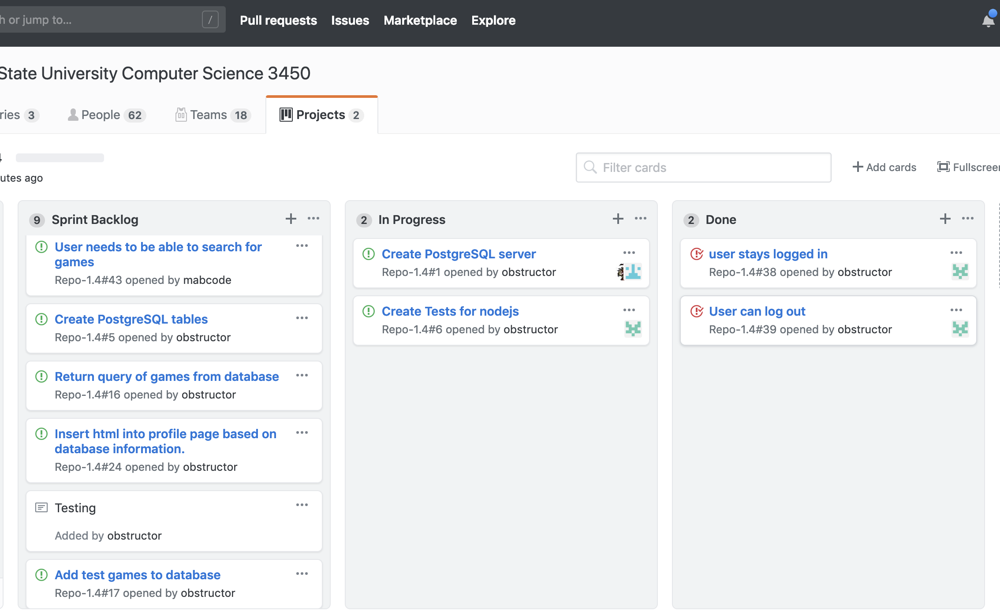 h or jump to... /
Pull requests Issues Marketplace Explore
State University Computer Science 3450
ries 3 People 62 Teams 18 Projects 2
4
utes ago
Filter cards
Add cards Fullscreen
9 Sprint Backlog
User needs to be able to search for
games
Repo-1.4#43 opened by mabcode
Create PostgreSQL tables
Repo-1.4#5 opened by obstructor
Return query of games from database
Repo-1.4#16 opened by obstructor
Insert html into profile page based on
database information.
Repo-1.4#24 opened by obstructor
Testing
Added by obstructor
Add test games to database
Repo-1.4#17 opened by obstructor
2 In Progress
Create PostgreSQL server
Repo-1.4#1 opened by obstructor
Create Tests for nodejs
Repo-1.4#6 opened by obstructor
2 Done
user stays logged in
Repo-1.4#38 opened by obstructor
User can log out
Repo-1.4#39 opened by obstructor